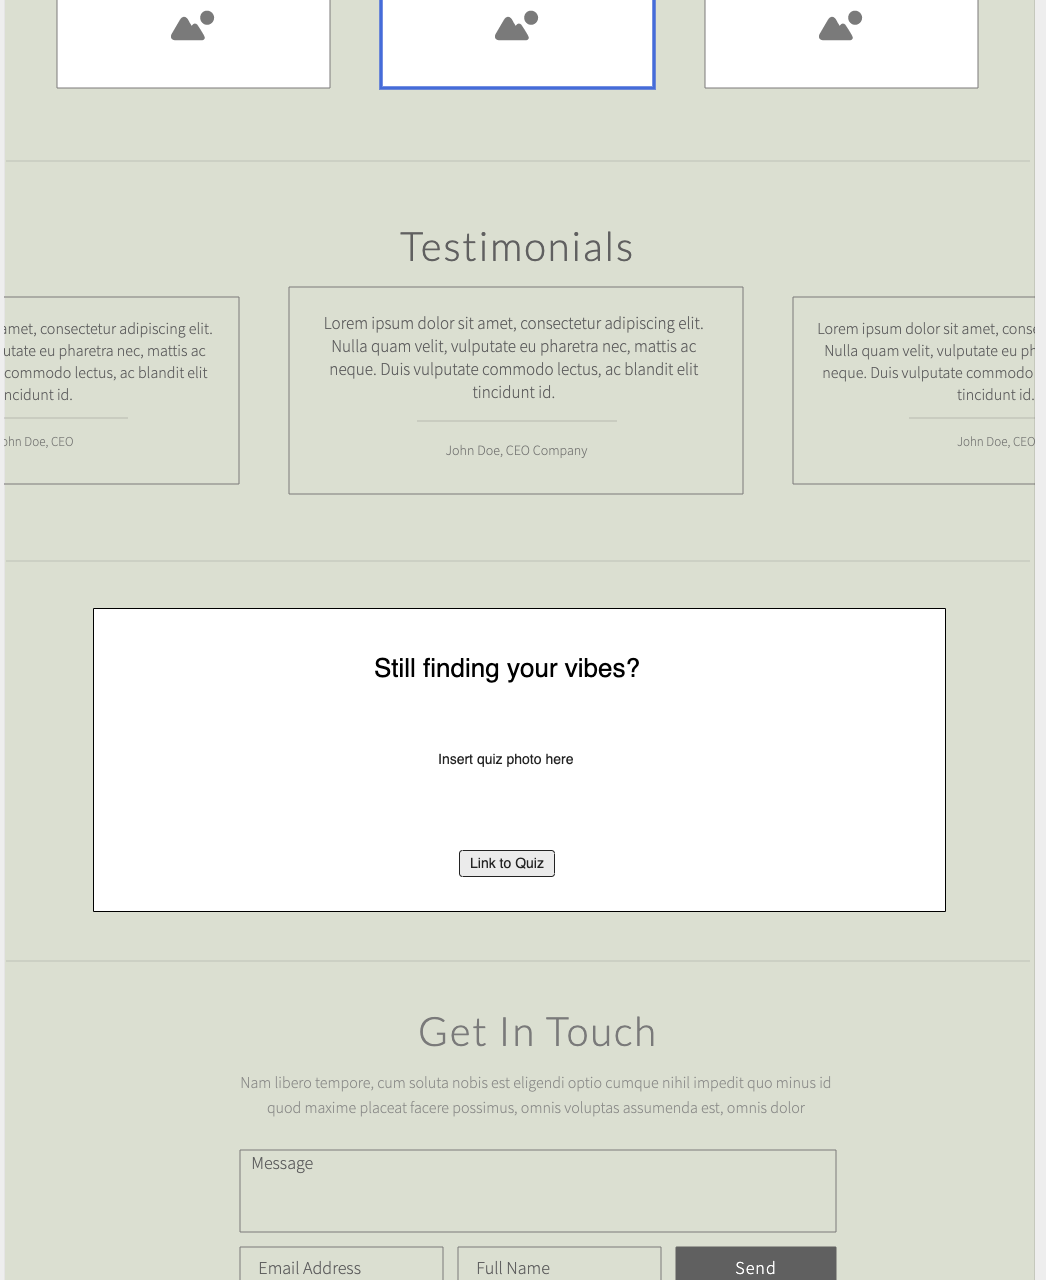 Testimonials
amet, consectetur adipiscing elit.
utate eu pharetra nec, mattis ac
commodo lectus, ac blandit elit
ncidunt id.
ohn Doe, CEO
Lorem ipsum dolor sit amet, consectetur adipiscing elit.
Nulla quam velit, vulputate eu pharetra nec, mattis ac
neque. Duis vulputate commodo lectus, ac blandit elit
tincidunt id.
John Doe, CEO Company
Lorem ipsum dolor sit amet, conse
Nulla quam velit, vulputate eu ph
neque. Duis vulputate commodo
tincidunt id.
John Doe, CEO
Still finding your vibes?
Insert quiz photo here
Link to Quiz
Get In Touch
Nam libero tempore, cum soluta nobis est eligendi optio cumque nihil impedit quo minus id
quod maxime placeat facere possimus, omnis voluptas assumenda est, omnis dolor
Message
Email Address
Full Name
Send